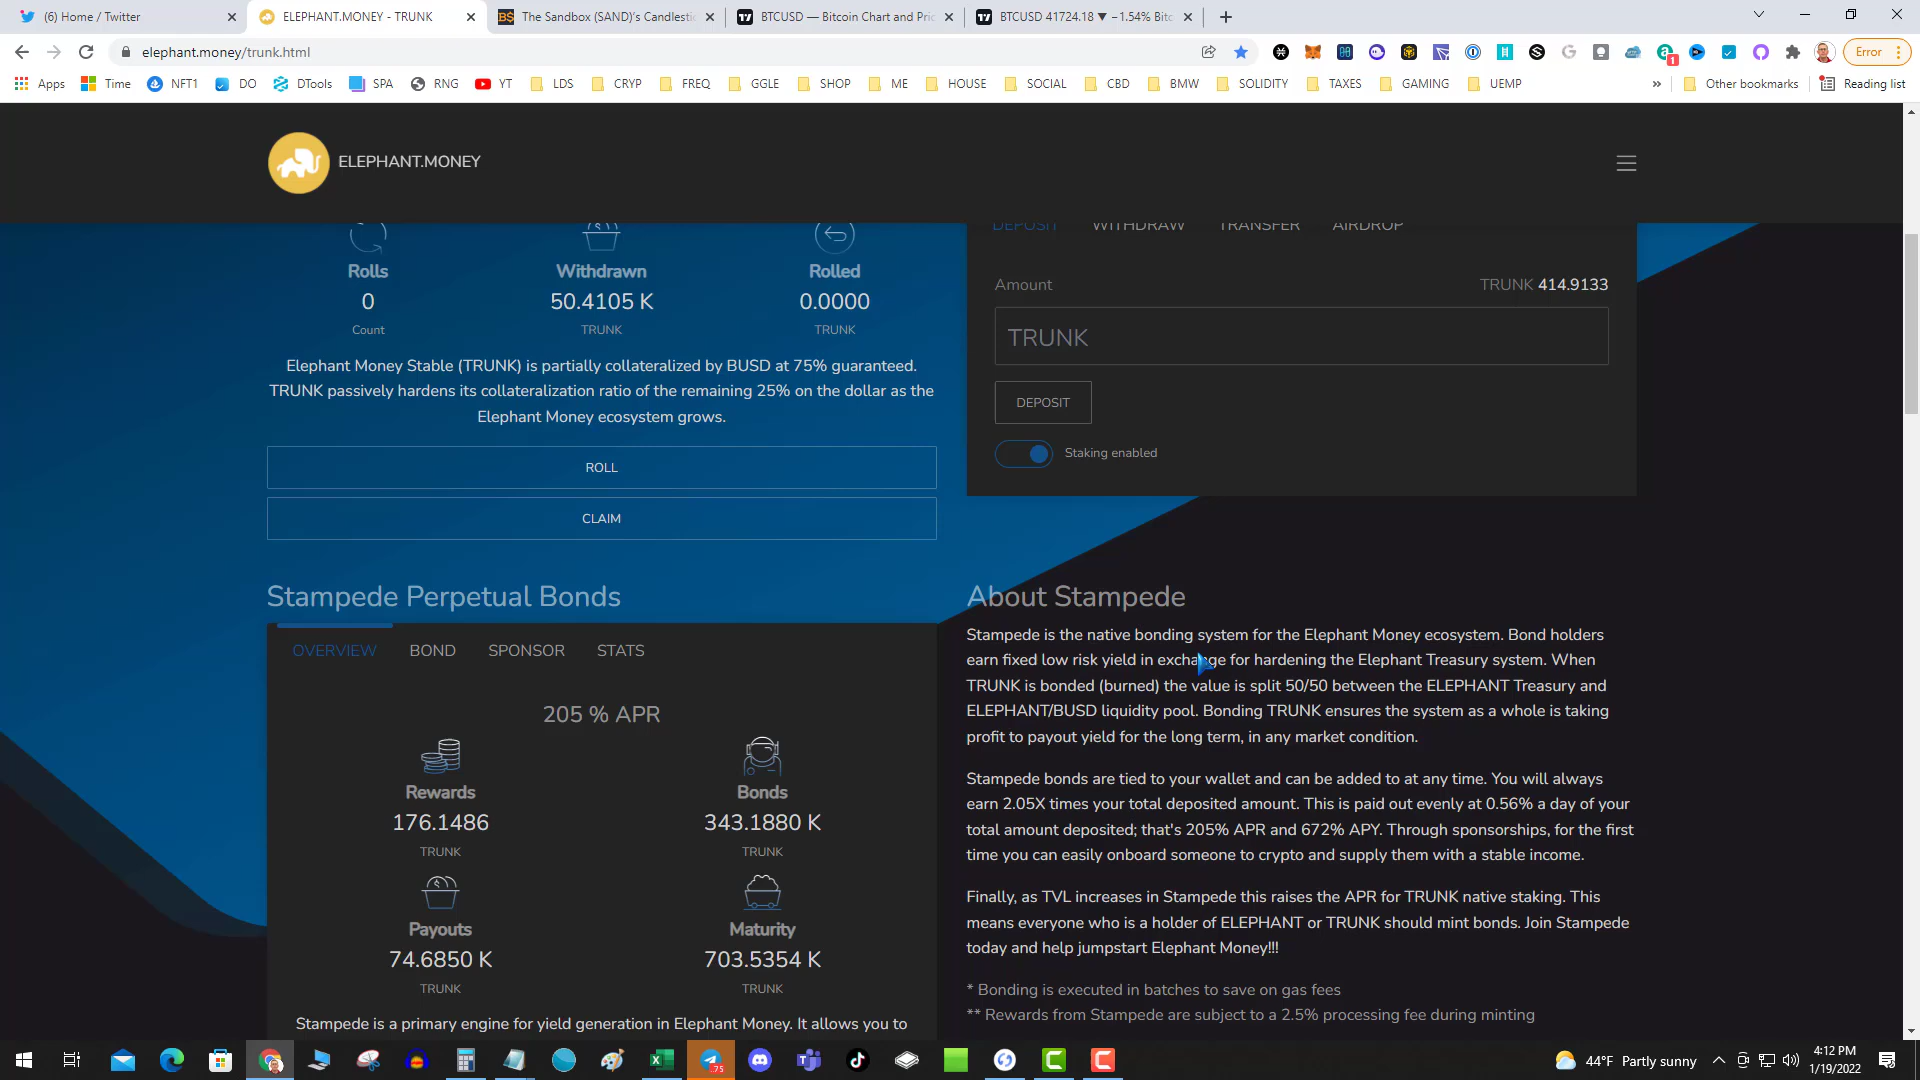 (6) Home / Twitter
ELEPHANT.MONEY - TRUNK
The Sandbox (SAND)'s Candlesti
BTCUSD — Bitcoin Chart and Pric
BTCUSD 41724.18 ▼ −1.54% Bitc
elephant.money/trunk.html
Error
Apps
Time
NFT1
DO
DTools
SPA
RNG
YT
LDS
CRYP
FREQ
GGLE
SHOP
ME
HOUSE
SOCIAL
CBD
BMW
SOLIDITY
TAXES
GAMING
UEMP
»
Other bookmarks
Reading list
ELEPHANT.MONEY
Rolls
0
Count
Withdrawn
50.4105 K
TRUNK
Rolled
0.0000
TRUNK
Elephant Money Stable (TRUNK) is partially collateralized by BUSD at 75% guaranteed.
TRUNK passively hardens its collateralization ratio of the remaining 25% on the dollar as the
Elephant Money ecosystem grows.
ROLL
CLAIM
DEPOSIT
WITHDRAW
TRANSFER
AIRDROP
Amount
TRUNK 414.9133
TRUNK
DEPOSIT
Staking enabled
Stampede Perpetual Bonds
OVERVIEW
BOND
SPONSOR
STATS
205 % APR
Rewards
176.1486
TRUNK
Bonds
343.1880 K
TRUNK
Payouts
74.6850 K
TRUNK
Maturity
703.5354 K
TRUNK
Stampede is a primary engine for yield generation in Elephant Money. It allows you to
About Stampede
Stampede is the native bonding system for the Elephant Money ecosystem. Bond holders
earn fixed low risk yield in exchange for hardening the Elephant Treasury system. When
TRUNK is bonded (burned) the value is split 50/50 between the ELEPHANT Treasury and
ELEPHANT/BUSD liquidity pool. Bonding TRUNK ensures the system as a whole is taking
profit to payout yield for the long term, in any market condition.
Stampede bonds are tied to your wallet and can be added to at any time. You will always
earn 2.05X times your total deposited amount. This is paid out evenly at 0.56% a day of your
total amount deposited; that's 205% APR and 672% APY. Through sponsorships, for the first
time you can easily onboard someone to crypto and supply them with a stable income.
Finally, as TVL increases in Stampede this raises the APR for TRUNK native staking. This
means everyone who is a holder of ELEPHANT or TRUNK should mint bonds. Join Stampede
today and help jumpstart Elephant Money!!!
* Bonding is executed in batches to save on gas fees
** Rewards from Stampede are subject to a 2.5% processing fee during minting
44°F Partly sunny
4:12 PM
1/19/2022